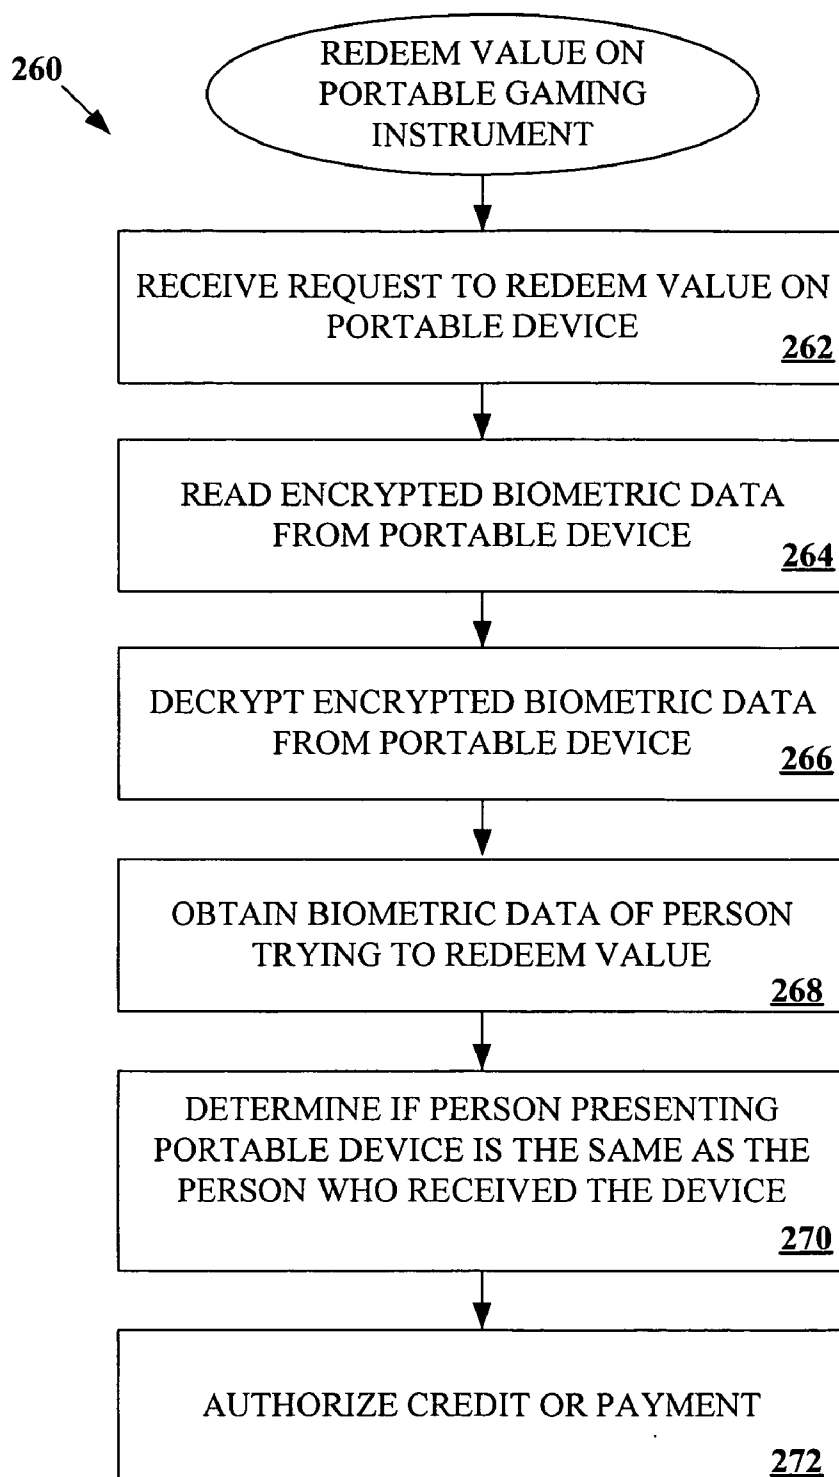 260
REDEEM VALUE ON
PORTABLE GAMING
INSTRUMENT
RECEIVE REQUEST TO REDEEM VALUE ON
PORTABLE DEVICE
262
READ ENCRYPTED BIOMETRIC DATA
FROM PORTABLE DEVICE
264
DECRYPT ENCRYPTED BIOMETRIC DATA
FROM PORTABLE DEVICE
266
OBTAIN BIOMETRIC DATA OF PERSON
TRYING TO REDEEM VALUE
268
DETERMINE IF PERSON PRESENTING
PORTABLE DEVICE IS THE SAME AS THE
PERSON WHO RECEIVED THE DEVICE
270
AUTHORIZE CREDIT OR PAYMENT
272